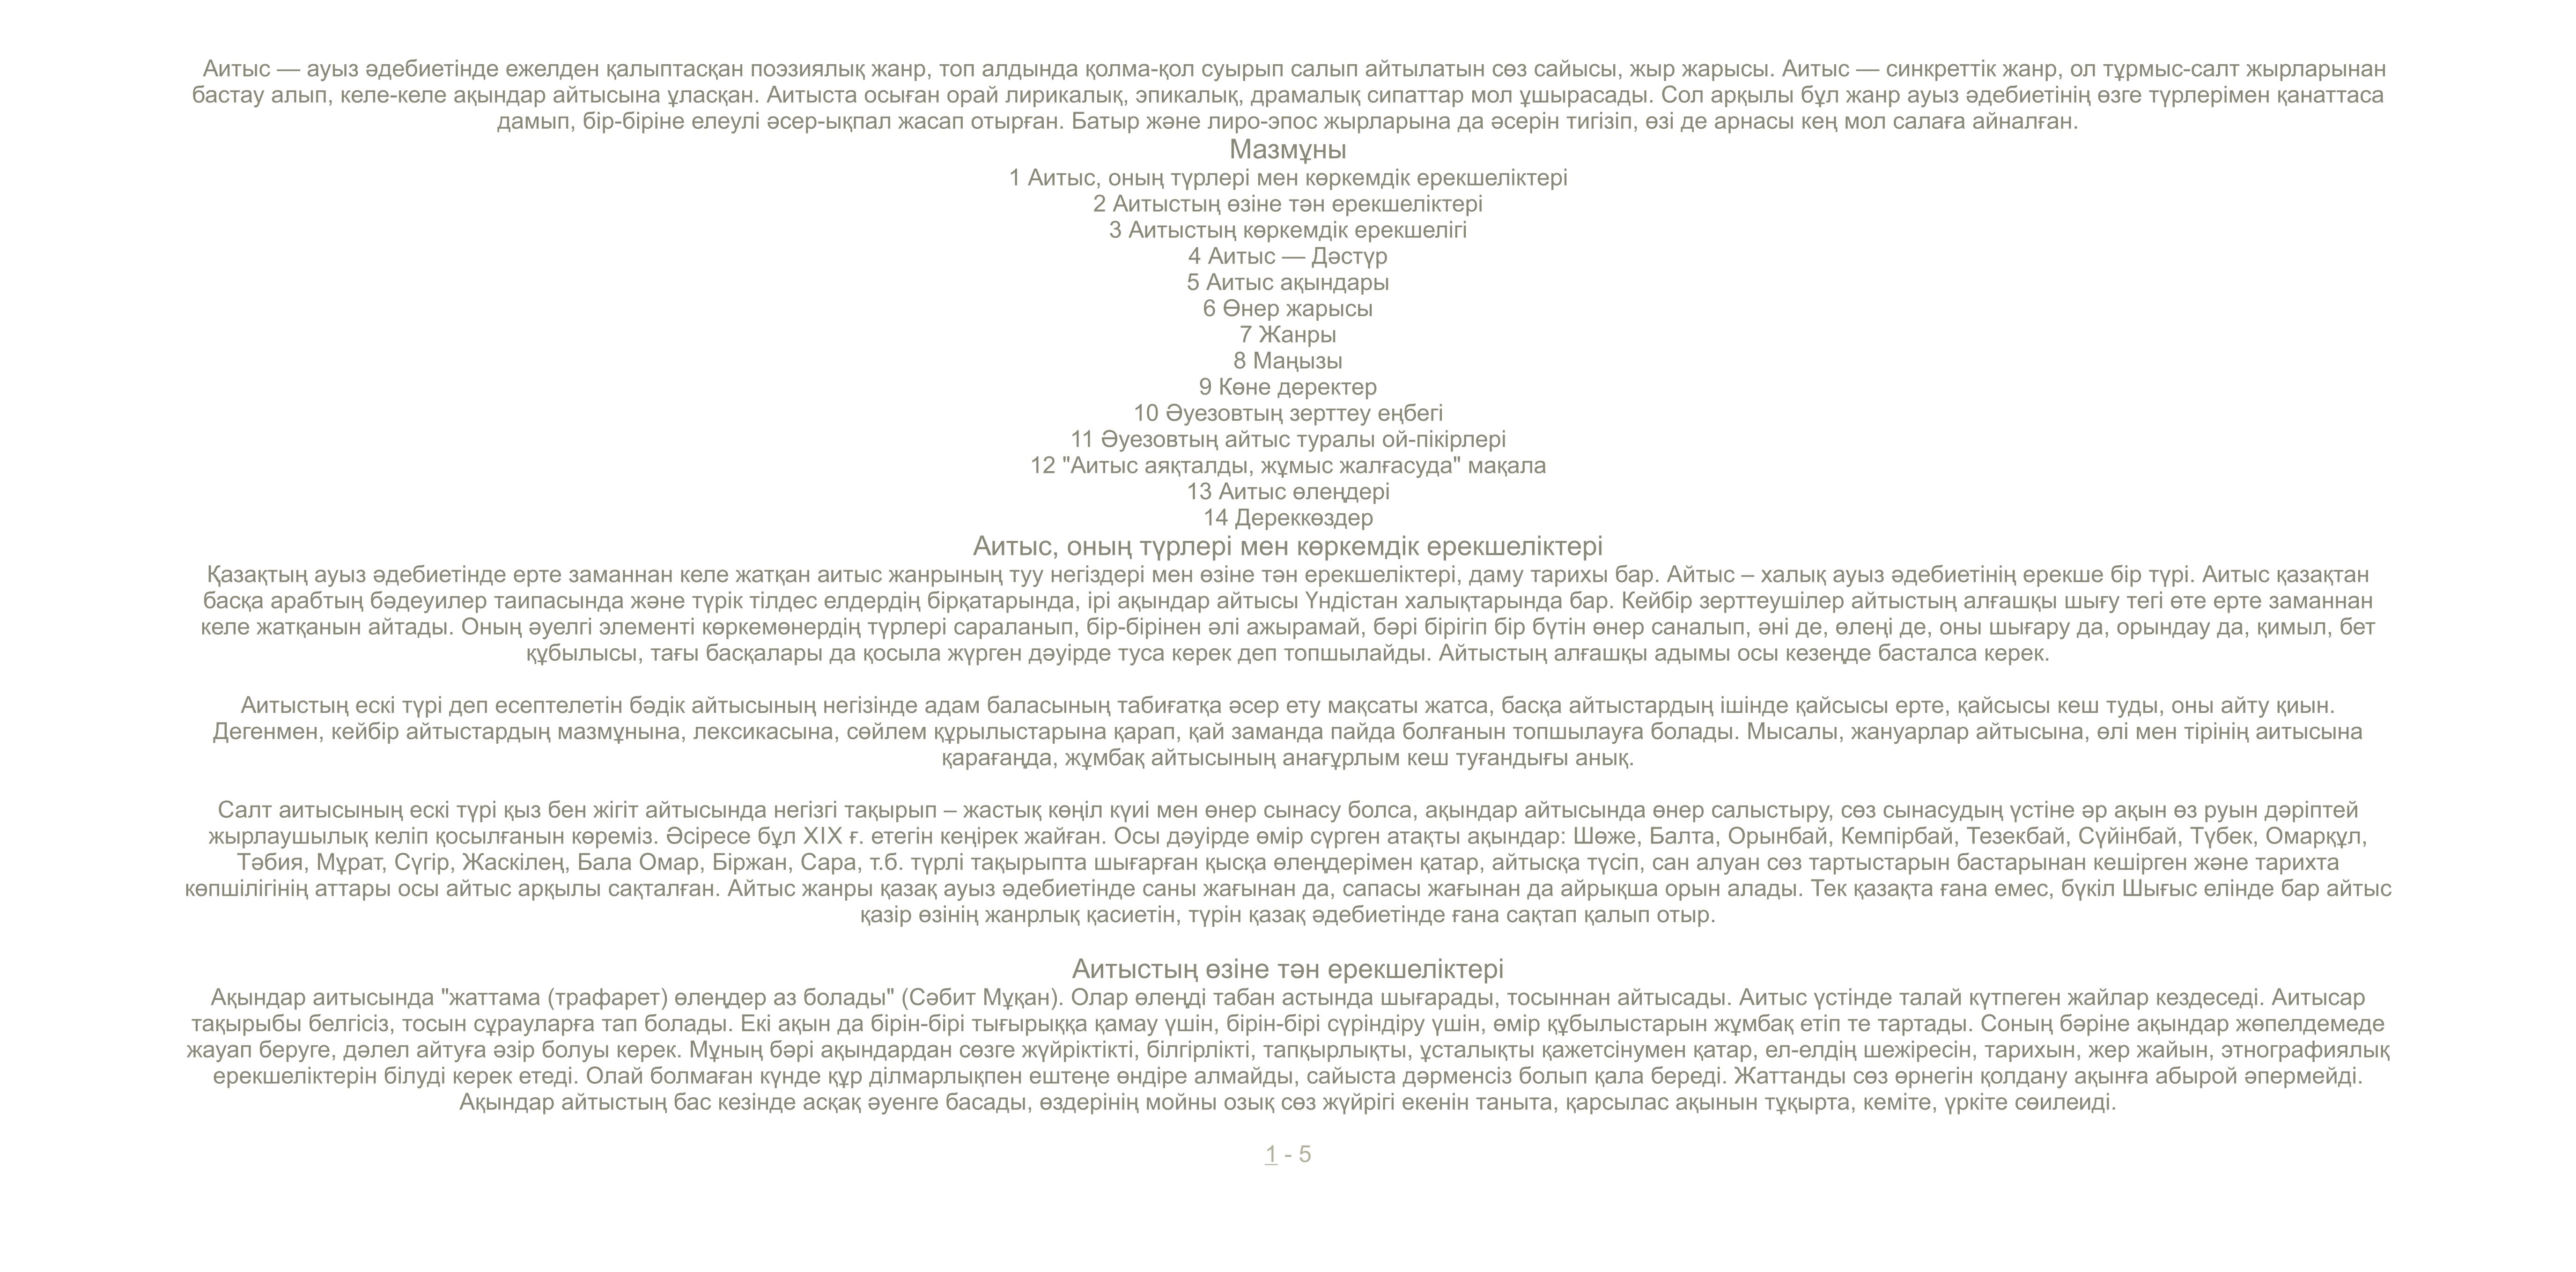 Аитыс — ауыз әдебиетінде ежелден қалыптасқан поэзиялық жанр, топ алдында қолма-қол суырып салып айтылатын сөз сайысы, жыр жарысы. Аитыс — синкреттік жанр, ол тұрмыс-салт жырларынан
бастау алып, келе-келе ақындар айтысына ұласқан. Аитыста осыған орай лирикалық, эпикалық, драмалық сипаттар мол ұшырасады. Сол арқылы бұл жанр ауыз әдебиетінің өзге түрлерімен қанаттаса
дамып, бір-біріне елеулі әсер-ықпал жасап отырған. Батыр және лиро-эпос жырларына да әсерін тигізіп, өзі де арнасы кең мол салаға айналған.
Мазмұны
1 Аитыс, оның түрлері мен көркемдік ерекшеліктері
2 Аитыстың өзіне тән ерекшеліктері
3 Аитыстың көркемдік ерекшелігі
4 Аитыс — Дәстүр
5 Аитыс ақындары
6 Өнер жарысы
7 Жанры
8 Маңызы
9 Көне деректер
10 Әуезовтың зерттеу еңбегі
11 Әуезовтың айтыс туралы ой-пікірлері
12 "Аитыс аяқталды, жұмыс жалғасуда" мақала
13 Аитыс өлеңдері
14 Дереккөздер
Аитыс, оның түрлері мен көркемдік ерекшеліктері
Қазақтың ауыз әдебиетінде ерте заманнан келе жатқан аитыс жанрының туу негіздері мен өзіне тән ерекшеліктері, даму тарихы бар. Айтыс – халық ауыз әдебиетінің ерекше бір түрі. Аитыс қазақтан
басқа арабтың бәдеуилер таипасында және түрік тілдес елдердің бірқатарында, ірі ақындар айтысы Үндістан халықтарында бар. Кейбір зерттеушілер айтыстың алғашқы шығу тегі өте ерте заманнан
келе жатқанын айтады. Оның әуелгі элементі көркемөнердің түрлері сараланып, бір-бірінен әлі ажырамай, бәрі бірігіп бір бүтін өнер саналып, әні де, өлеңі де, оны шығару да, орындау да, қимыл, бет
құбылысы, тағы басқалары да қосыла жүрген дәуірде туса керек деп топшылайды. Айтыстың алғашқы адымы осы кезеңде басталса керек.
Аитыстың ескі түрі деп есептелетін бәдік айтысының негізінде адам баласының табиғатқа әсер ету мақсаты жатса, басқа айтыстардың ішінде қайсысы ерте, қайсысы кеш туды, оны айту қиын.
Дегенмен, кейбір айтыстардың мазмұнына, лексикасына, сөйлем құрылыстарына қарап, қай заманда пайда болғанын топшылауға болады. Мысалы, жануарлар айтысына, өлі мен тірінің аитысына
қарағаңда, жұмбақ айтысының анағұрлым кеш туғандығы анық.
Салт аитысының ескі түрі қыз бен жігіт айтысында негізгі тақырып – жастық көңіл күиі мен өнер сынасу болса, ақындар айтысында өнер салыстыру, сөз сынасудың үстіне әр ақын өз руын дәріптей
жырлаушылық келіп қосылғанын көреміз. Әсіресе бұл XIX ғ. етегін кеңірек жайған. Осы дәуірде өмір сүрген атақты ақындар: Шөже, Балта, Орынбай, Кемпірбай, Тезекбай, Сүйінбай, Түбек, Омарқұл,
Тәбия, Мұрат, Сүгір, Жаскілең, Бала Омар, Біржан, Сара, т.б. түрлі тақырыпта шығарған қысқа өлеңдерімен қатар, айтысқа түсіп, сан алуан сөз тартыстарын бастарынан кешірген және тарихта
көпшілігінің аттары осы айтыс арқылы сақталған. Айтыс жанры қазақ ауыз әдебиетінде саны жағынан да, сапасы жағынан да айрықша орын алады. Тек қазақта ғана емес, бүкіл Шығыс елінде бар айтыс
қазір өзінің жанрлық қасиетін, түрін қазақ әдебиетінде ғана сақтап қалып отыр.
Аитыстың өзіне тән ерекшеліктері
Ақындар аитысында "жаттама (трафарет) өлеңдер аз болады" (Сәбит Мұқан). Олар өлеңді табан астында шығарады, тосыннан айтысады. Аитыс үстінде талай күтпеген жайлар кездеседі. Аитысар
тақырыбы белгісіз, тосын сұрауларға тап болады. Екі ақын да бірін-бірі тығырыққа қамау үшін, бірін-бірі сүріндіру үшін, өмір құбылыстарын жұмбақ етіп те тартады. Соның бәріне ақындар жөпелдемеде
жауап беруге, дәлел айтуға әзір болуы керек. Мұның бәрі ақындардан сөзге жүйріктікті, білгірлікті, тапқырлықты, ұсталықты қажетсінумен қатар, ел-елдің шежіресін, тарихын, жер жайын, этнографиялық
ерекшеліктерін білуді керек етеді. Олай болмаған күнде құр ділмарлықпен ештеңе өндіре алмайды, сайыста дәрменсіз болып қала береді. Жаттанды сөз өрнегін қолдану ақынға абырой әпермейді.
Ақындар айтыстың бас кезінде асқақ әуенге басады, өздерінің мойны озық сөз жүйрігі екенін таныта, қарсылас ақынын тұқырта, кеміте, үркіте сөилеиді.
1 - 5